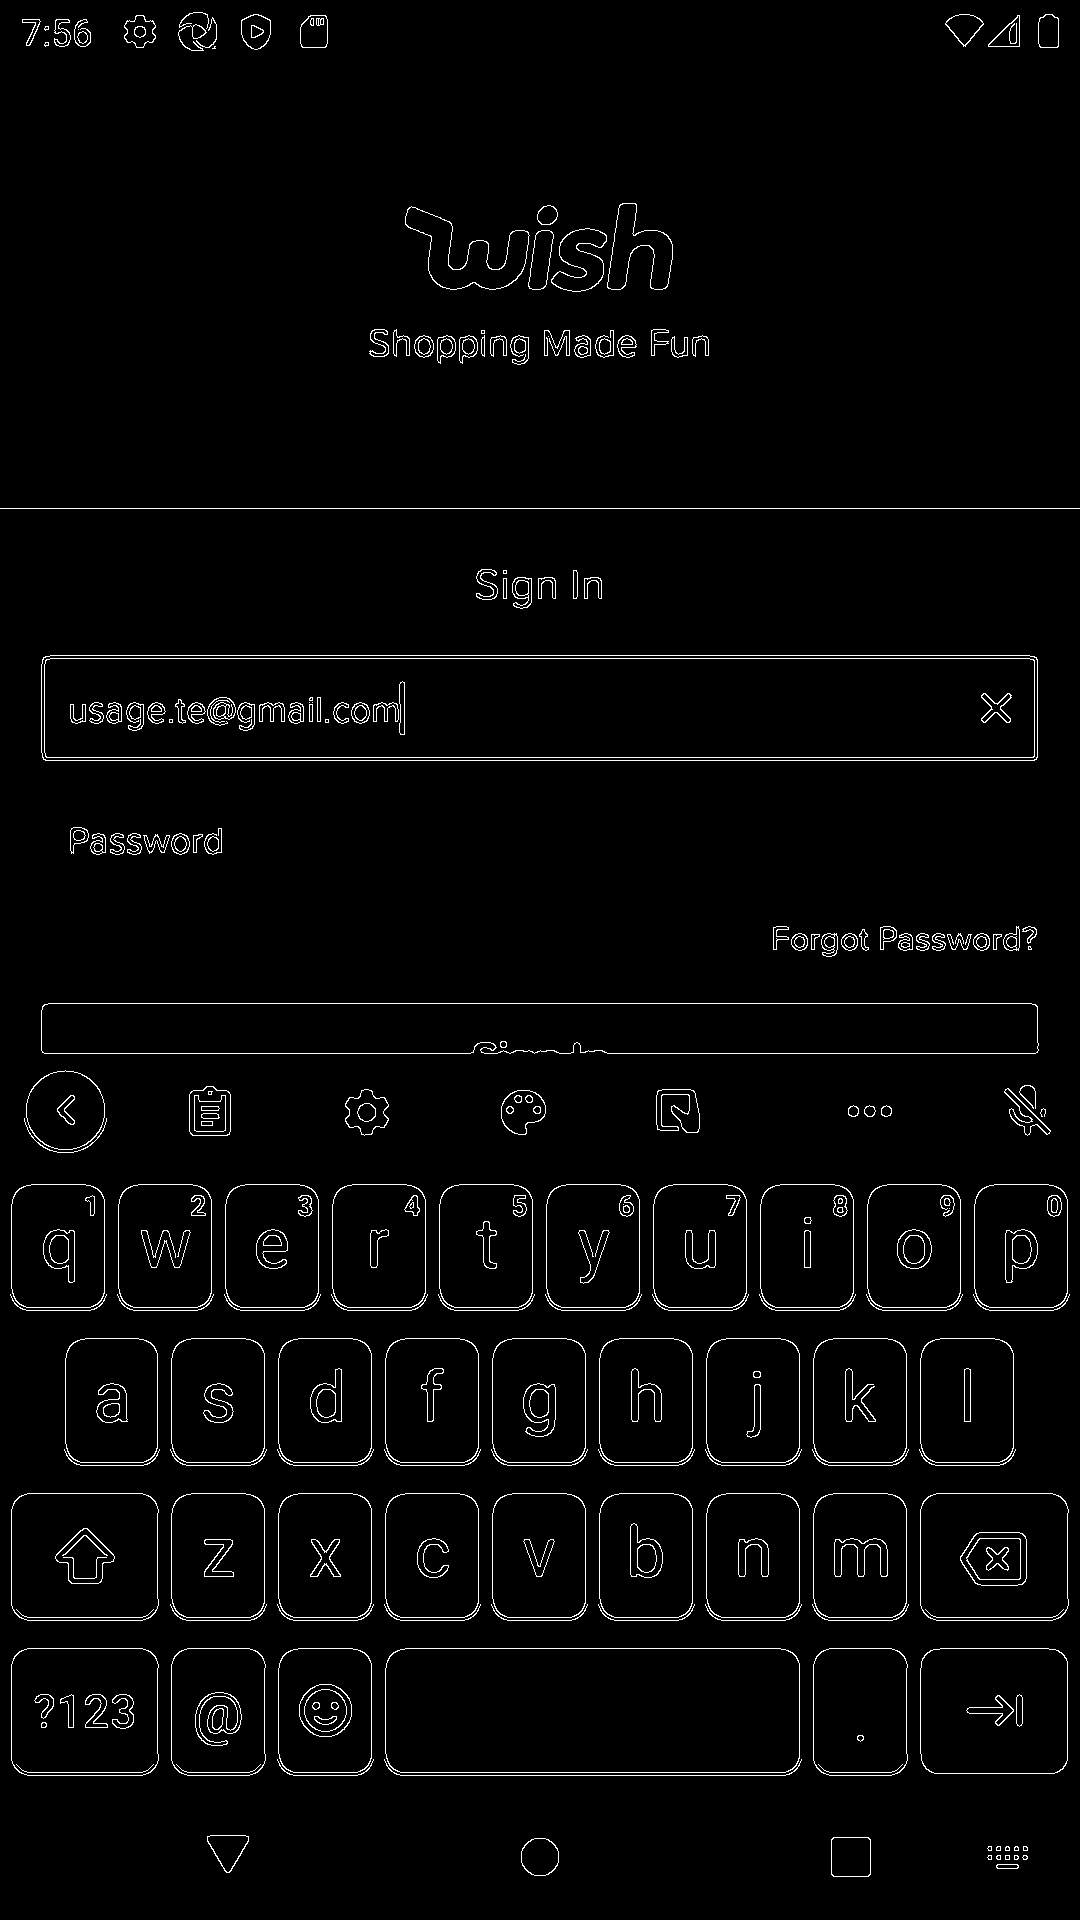 7:56
wish
Shopping Made Fun
Sign In
usage.te@gmail.com
Password
Forgot Password?
1 2 3 4 5 6 7 8 9 0
q w e r t y u i o p
a s d f g h j k l
z x c v b n m
?123 @ .